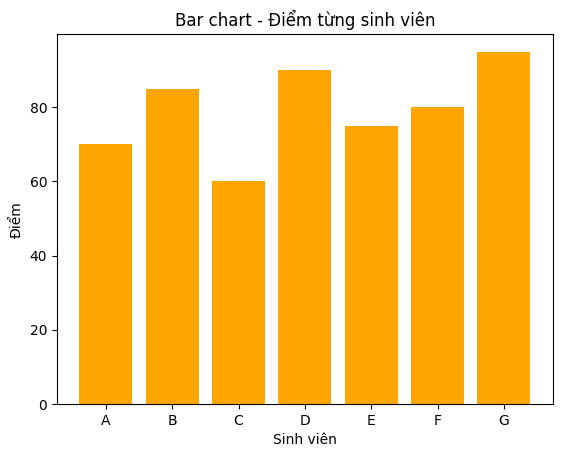 Bar chart - Điểm từng sinh viên
Điểm
80
60
40
20
0
A B C D E F G
Sinh viên